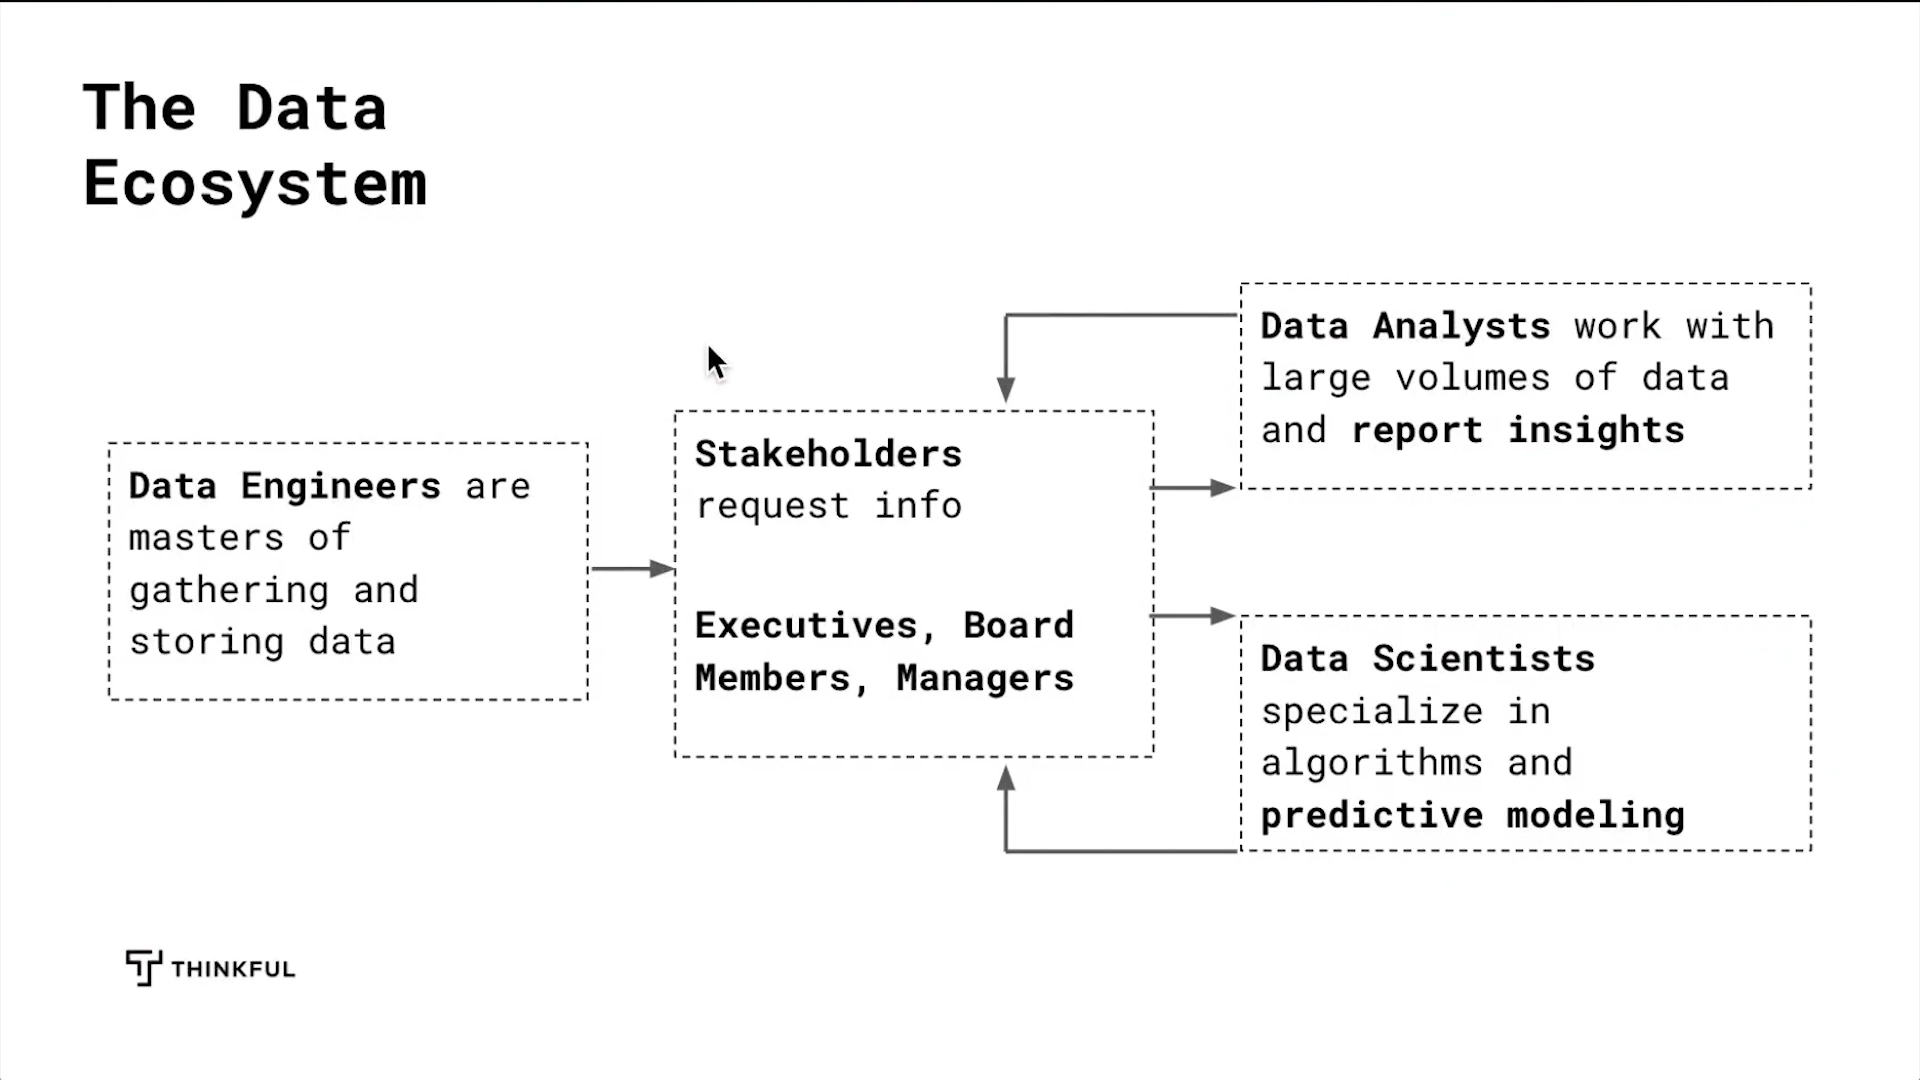 The Data
Ecosystem
Data Engineers are
masters of
gathering and
storing data
Stakeholders
request info
Executives, Board
Members, Managers
Data Analysts work with
large volumes of data
and report insights
Data Scientists
specialize in
algorithms and
predictive modeling
THINKFUL